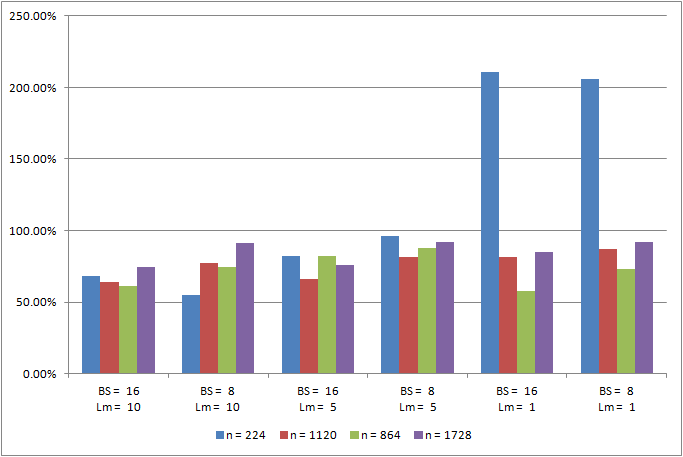 250.00%
200.00%
150.00%
100.00%
50.00%
0.00%
BS = 16 BS = 8 BS = 16 BS = 8 BS = 16 BS = 8
Lm = 10 Lm = 10 Lm = 5 Lm = 5 Lm = 1 Lm = 1
n = 224 n = 1120 n = 864 n = 1728